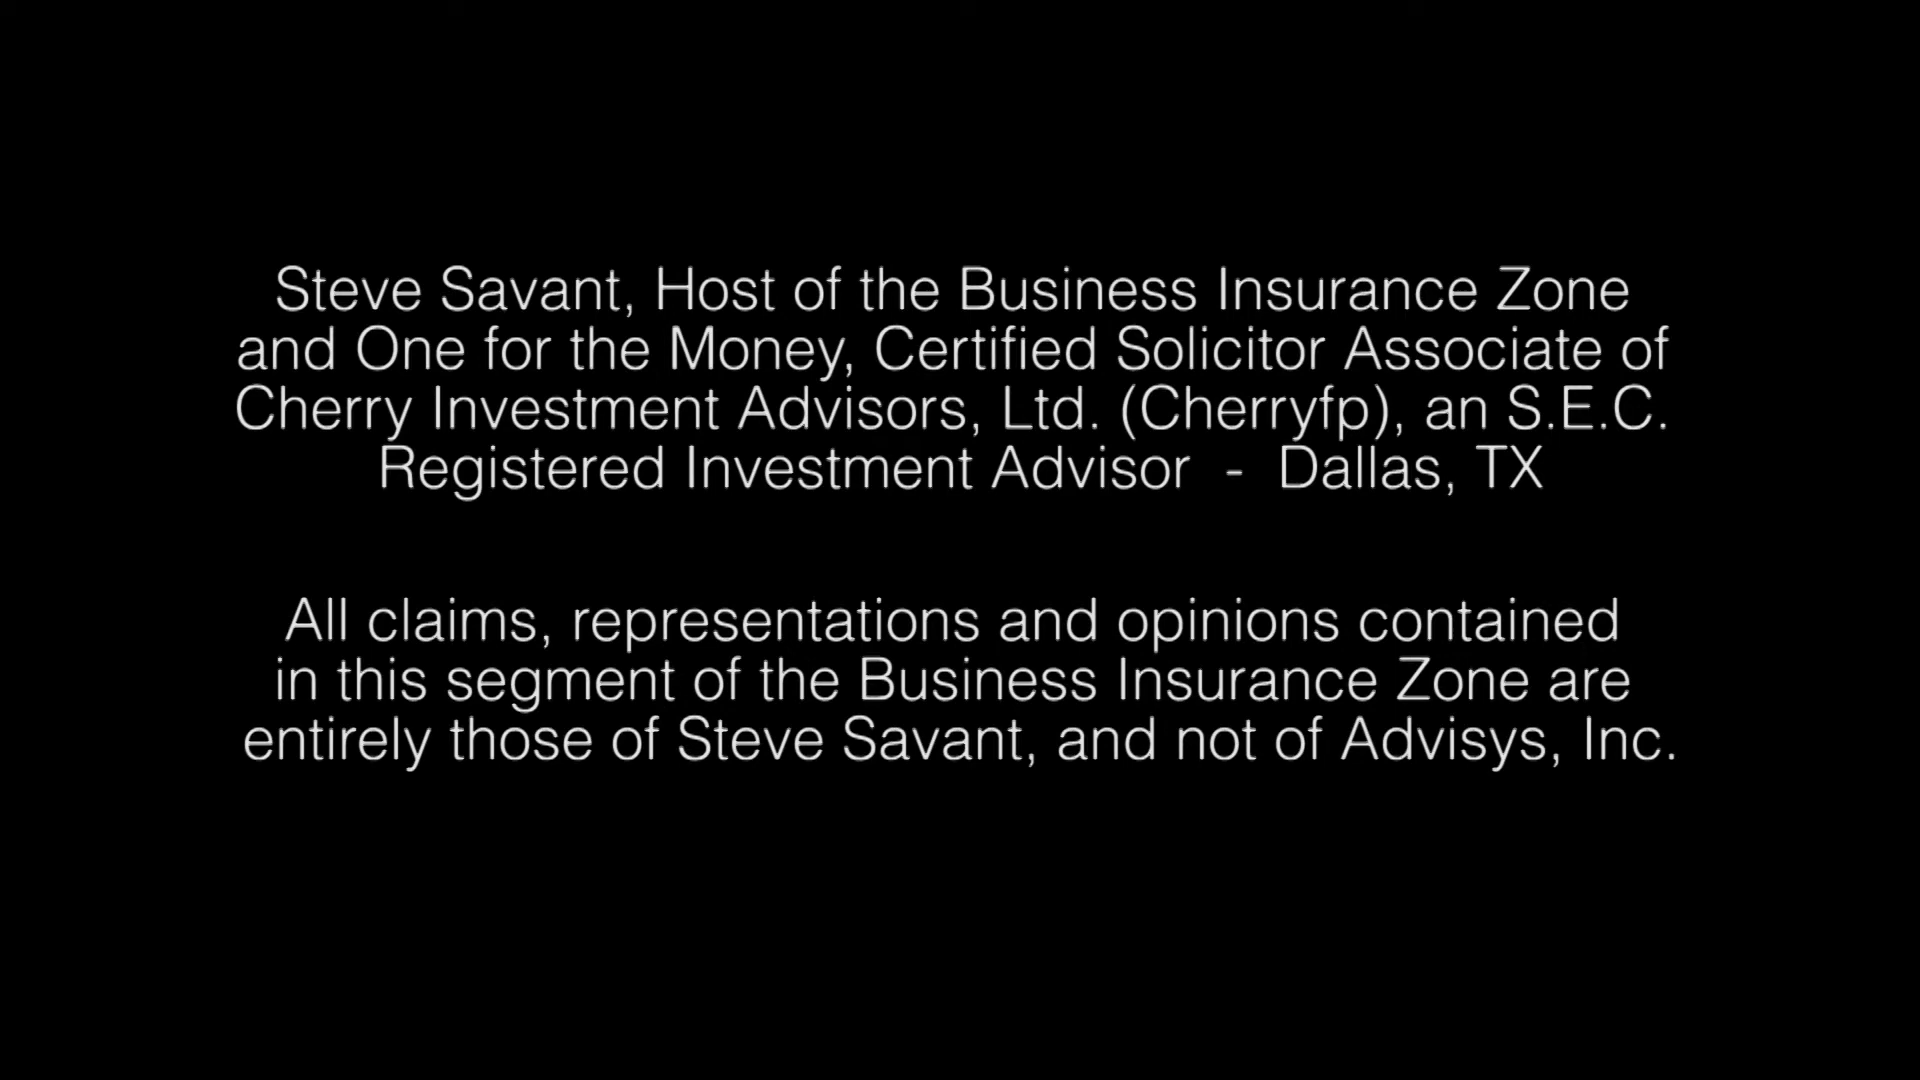 Steve Savant, Host of the Business Insurance Zone
and One for the Money, Certified Solicitor Associate of
Cherry Investment Advisors, Ltd. (Cherryfp), an S.E.C.
Registered Investment Advisor - Dallas, TX
All claims, representations and opinions contained
in this segment of the Business Insurance Zone are
entirely those of Steve Savant, and not of Advisys, Inc.